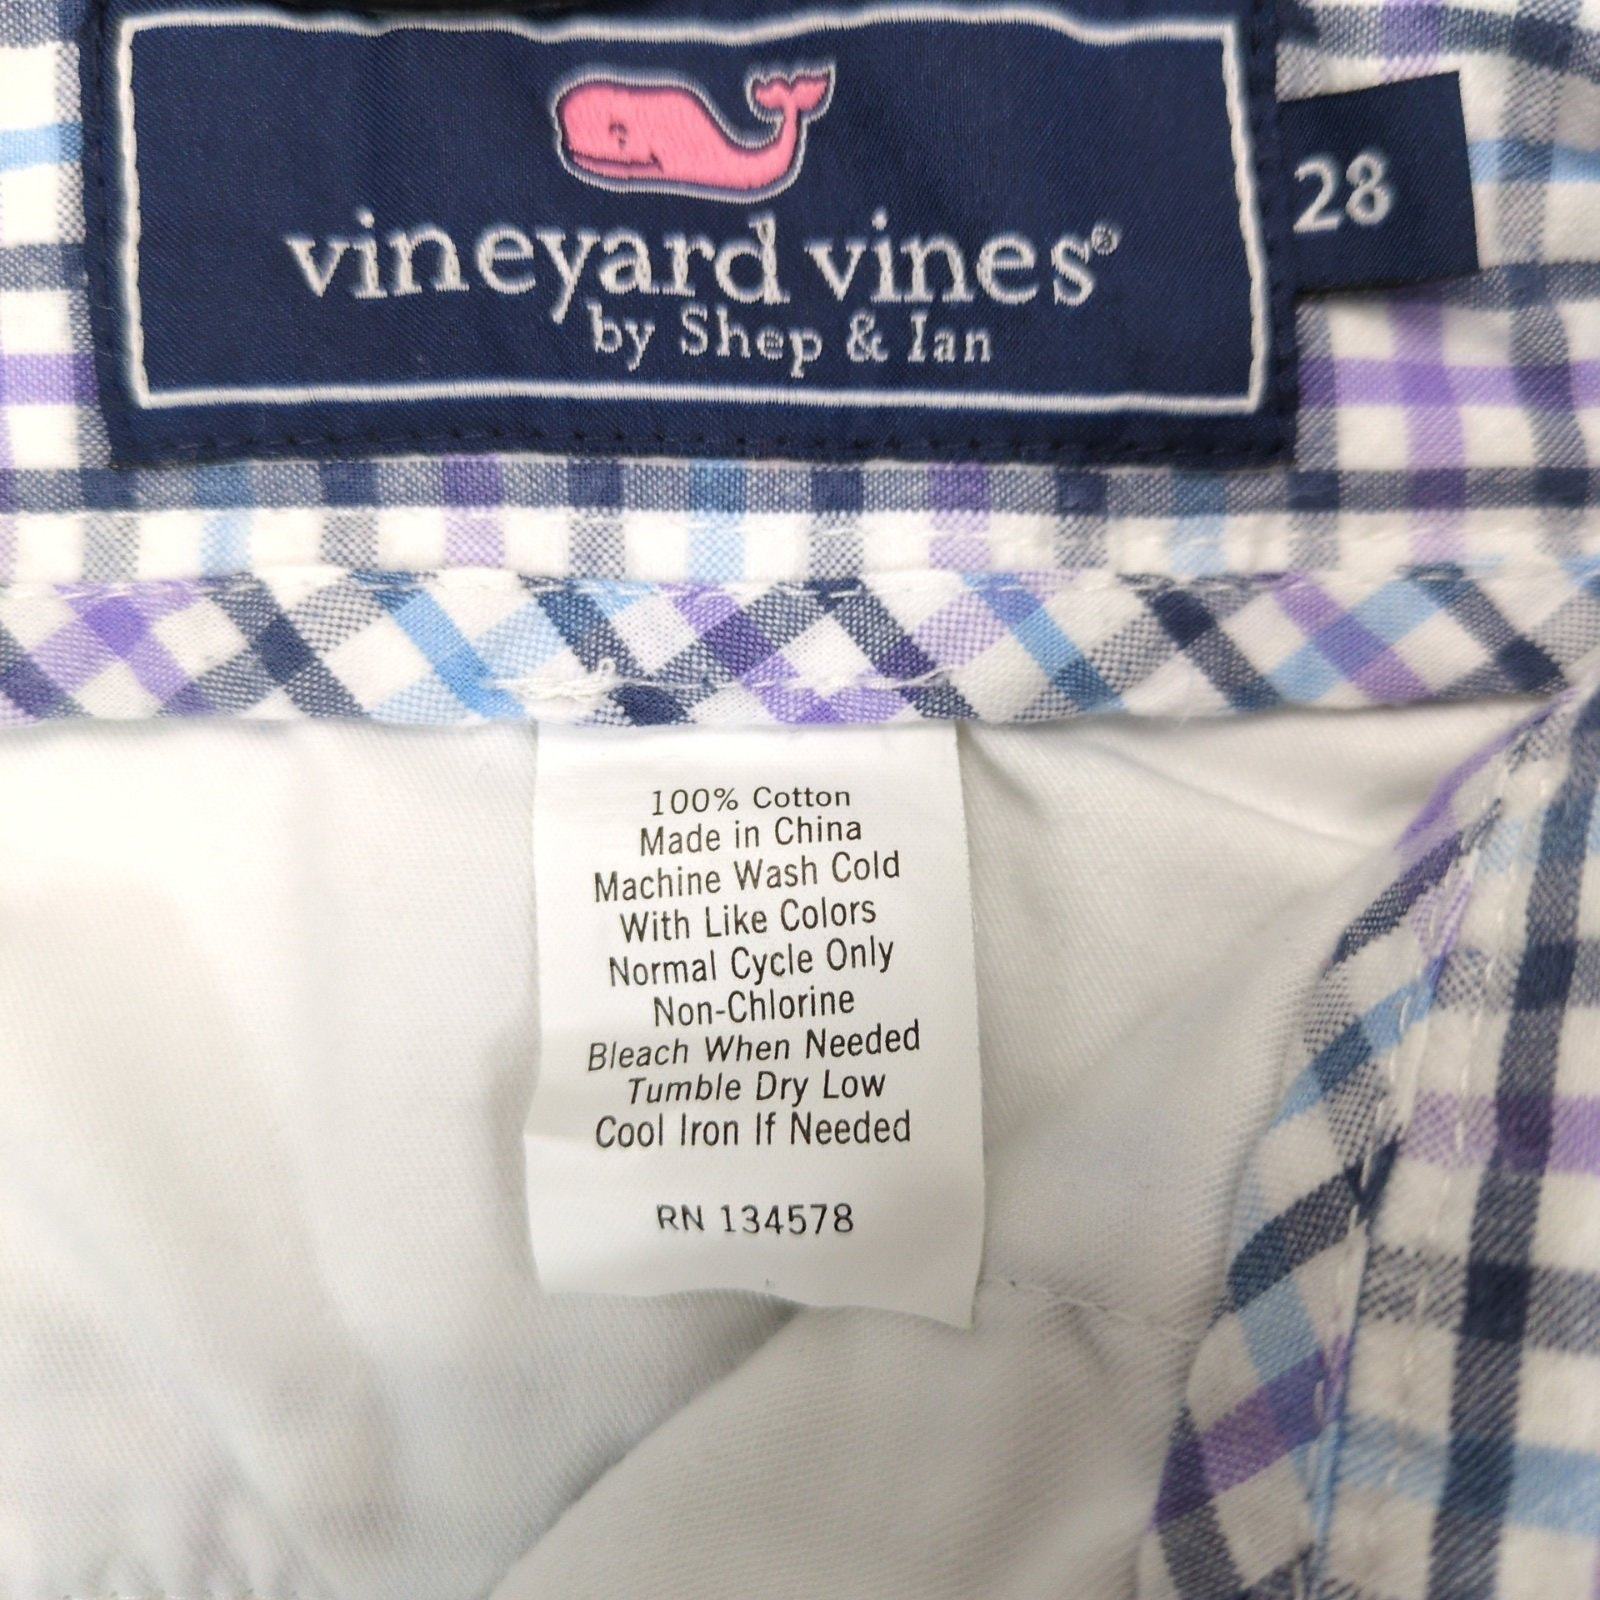 vineyard vines®
by Shep & Ian
28
100% Cotton
Made in China
Machine Wash Cold
With Like Colors
Normal Cycle Only
Non-Chlorine
Bleach When Needed
Tumble Dry Low
Cool Iron If Needed
RN 134578